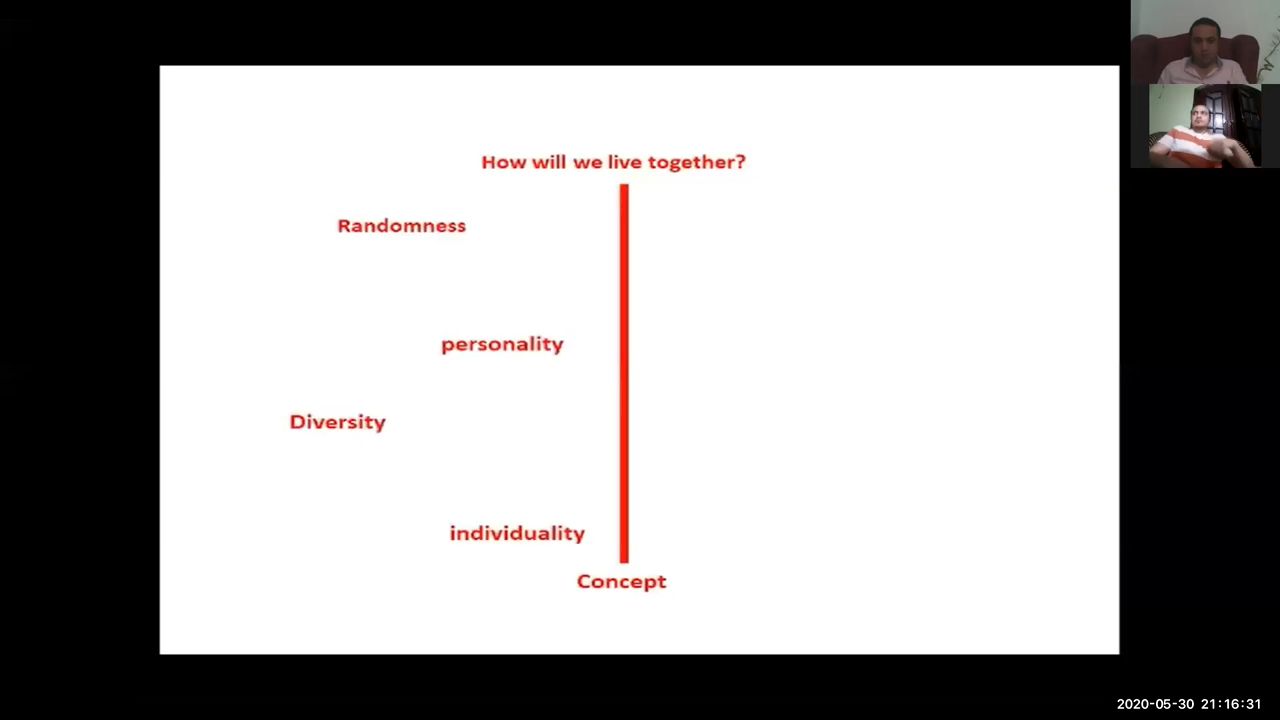 How will we live together?
Randomness
personality
Diversity
individuality
Concept
2020-05-30 21:16:31